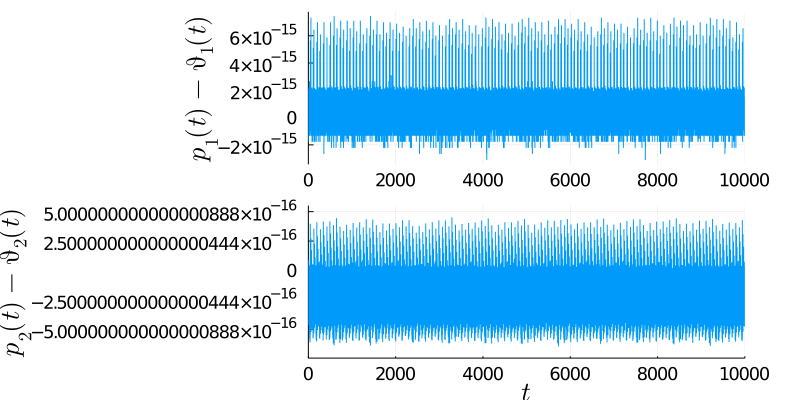 p₁(t) − ϑ₁(t)
6×10⁻¹⁵
4×10⁻¹⁵
2×10⁻¹⁵
0
−2×10⁻¹⁵
0 2000 4000 6000 8000 10000
p₂(t) − ϑ₂(t)
5.000000000000000888×10⁻¹⁶
2.500000000000000444×10⁻¹⁶
0
−2.500000000000000444×10⁻¹⁶
−5.000000000000000888×10⁻¹⁶
0 2000 4000 6000 8000 10000
t